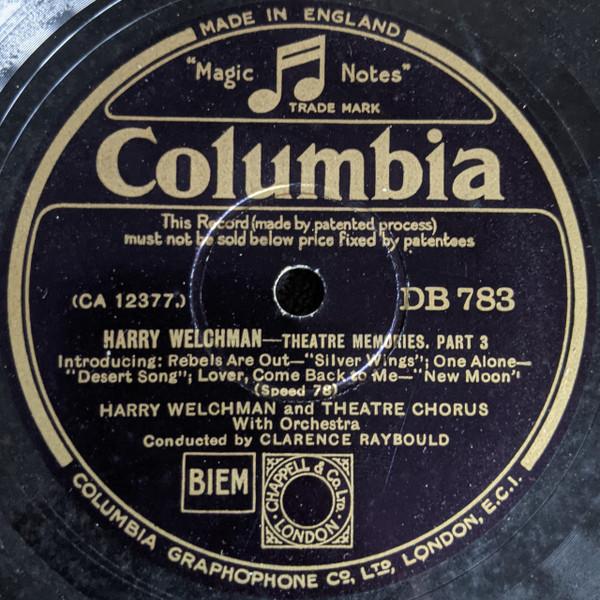 MADE IN ENGLAND
"Magic Notes"
TRADE MARK
Columbia
This Record (made by patented process)
must not be sold below price fixed by patentees
(CA 12377.)
DB 783
HARRY WELCHMAN—THEATRE MEMORIES. PART 3
Introducing: Rebels Are Out—"Silver Wings"; One Alone—
"Desert Song"; Lover, Come Back to Me—"New Moon"
(Speed 78)
HARRY WELCHMAN and THEATRE CHORUS
With Orchestra
Conducted by CLARENCE RAYBOULD
BIEM
CHAPPELL & Co. Ltd.
LONDON
COLUMBIA GRAPHOPHONE CO., LTD, LONDON, E.C.I.